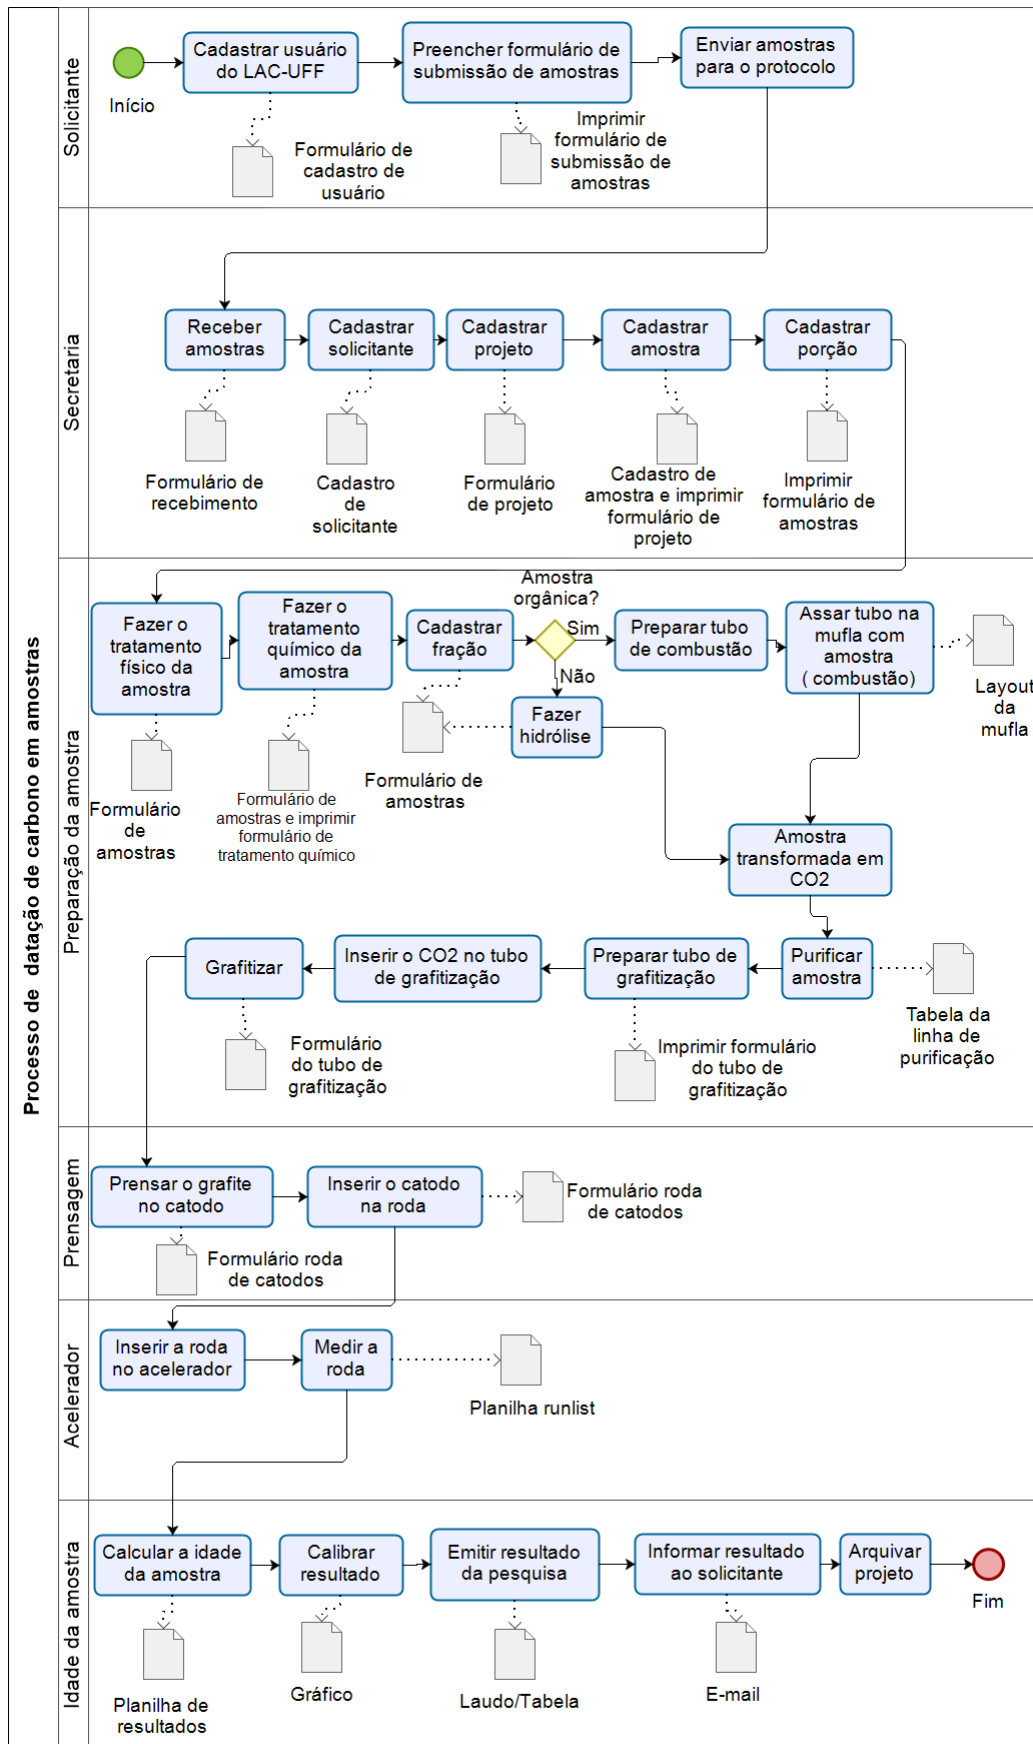 Processo de datação de carbono em amostras
Solicitante
Início
Cadastrar usuário
do LAC-UFF
Preencher formulário de
submissão de amostras
Enviar amostras
para o protocolo
Formulário de
cadastro de
usuário
Imprimir
formulário de
submissão de
amostras
Secretaria
Receber
amostras
Cadastrar
solicitante
Cadastrar
projeto
Cadastrar
amostra
Cadastrar
porção
Formulário de
recebimento
Cadastro
de
solicitante
Formulário
de projeto
Cadastro de
amostra e imprimir
formulário de
projeto
Imprimir
formulário de
amostras
Preparação da amostra
Fazer o
tratamento
físico da
amostra
Fazer o
tratamento
químico da
amostra
Cadastrar
fração
Amostra
orgânica?
Sim
Não
Preparar tubo
de combustão
Assar tubo na
mufla com
amostra
( combustão)
Layout
da
mufla
Fazer
hidrólise
Formulário
de
amostras
Formulário de
amostras e imprimir
formulário de
tratamento químico
Formulário de
amostras
Amostra
transformada em
CO2
Purificar
amostra
Preparar tubo de
grafitização
Inserir o CO2 no tubo
de grafitização
Grafitizar
Tabela da
linha de
purificação
Imprimir formulário
do tubo de
grafitização
Formulário
do tubo de
grafitização
Prensagem
Prensar o grafite
no catodo
Inserir o catodo
na roda
Formulário roda
de catodos
Formulário roda
de catodos
Acelerador
Inserir a roda
no acelerador
Medir a
roda
Planilha runlist
Idade da amostra
Calcular a idade
da amostra
Calibrar
resultado
Emitir resultado
da pesquisa
Informar resultado
ao solicitante
Arquivar
projeto
Fim
Planilha de
resultados
Gráfico
Laudo/Tabela
E-mail